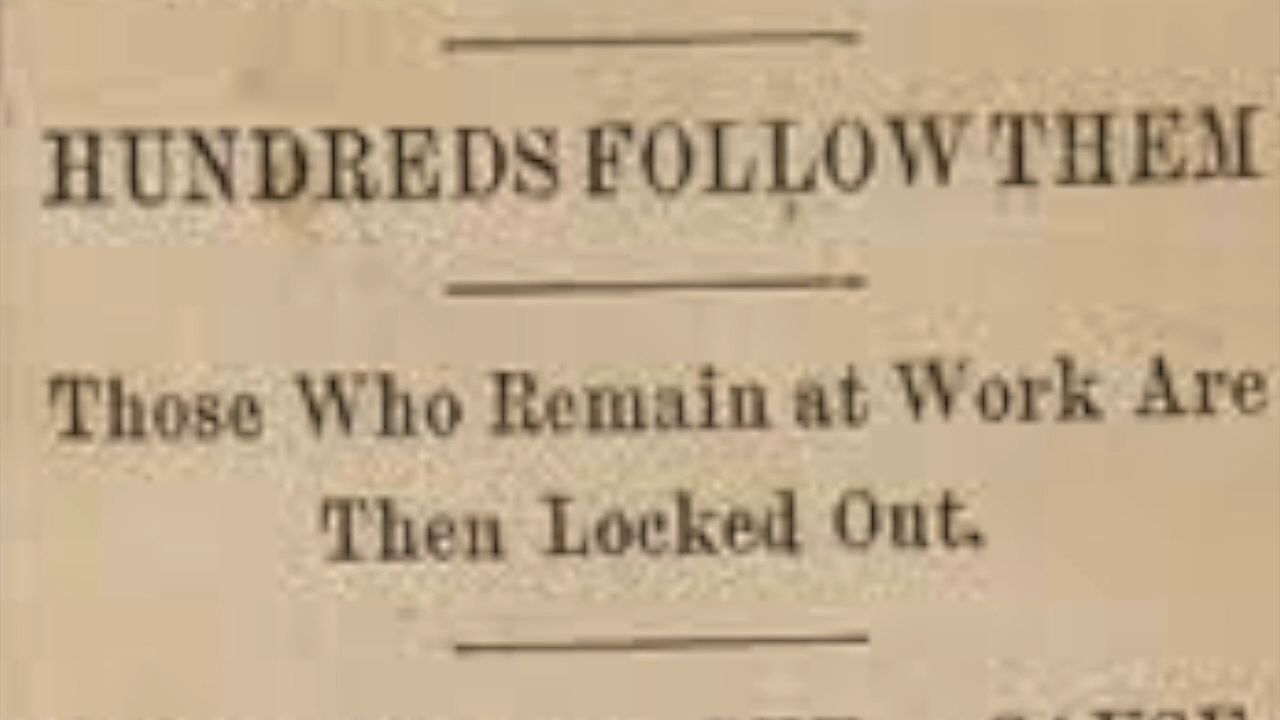 HUNDREDS FOLLOW THEM
Those Who Remain at Work Are
Then Locked Out.